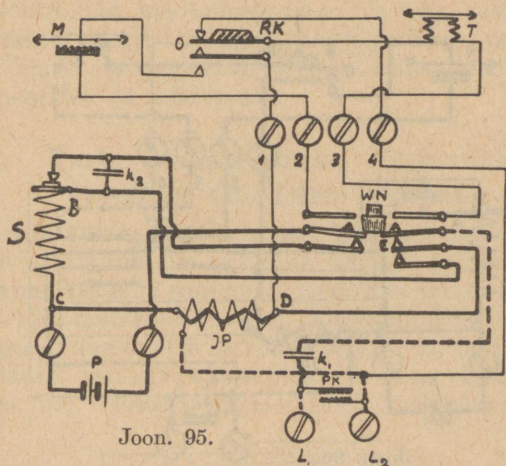 M O RK T
1 2 3 4
k₂ WN
B
S E
C D
JP
P k₁
PK
L₁ L₂
Joon. 95.